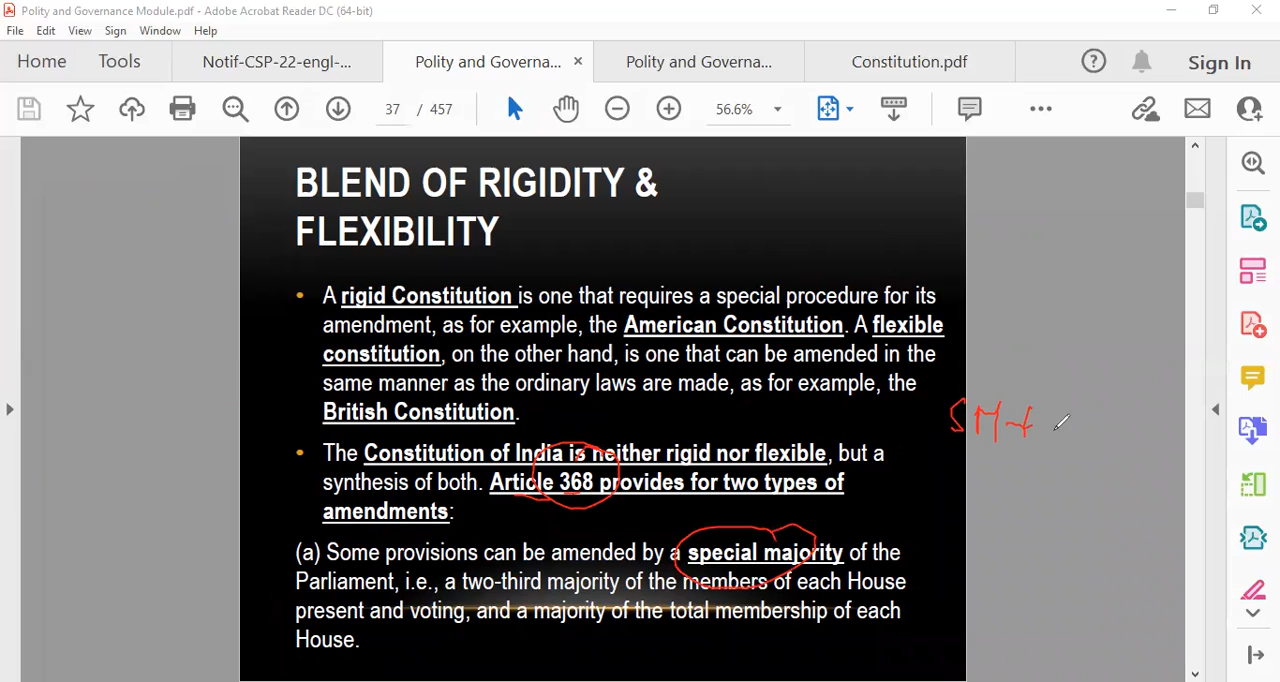 Polity and Governance Module.pdf - Adobe Acrobat Reader DC (64-bit)
File Edit View Sign Window Help
Home Tools Notif-CSP-22-engl-... Polity and Governa... × Polity and Governa... Constitution.pdf Sign In
37 / 457 56.6%
BLEND OF RIGIDITY &
FLEXIBILITY
• A rigid Constitution is one that requires a special procedure for its
amendment, as for example, the American Constitution. A flexible
constitution, on the other hand, is one that can be amended in the
same manner as the ordinary laws are made, as for example, the
British Constitution.
SM+
• The Constitution of India is neither rigid nor flexible, but a
synthesis of both. Article 368 provides for two types of
amendments:
(a) Some provisions can be amended by a special majority of the
Parliament, i.e., a two-third majority of the members of each House
present and voting, and a majority of the total membership of each
House.